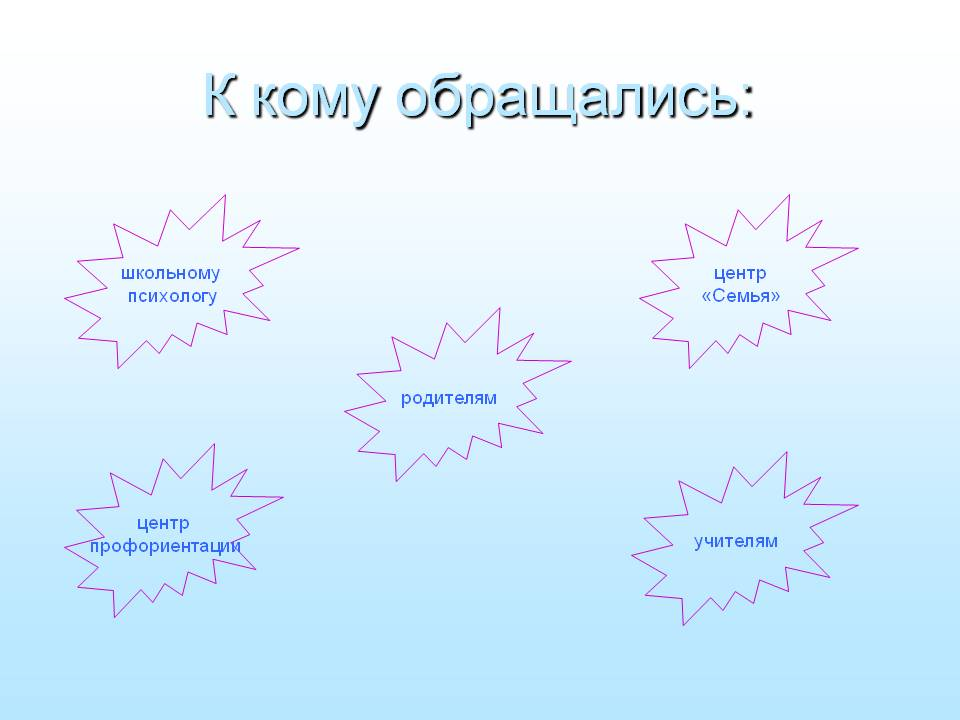 К кому обращались:
школьному
психологу
центр
«Семья»
родителям
центр
профориентации
учителям